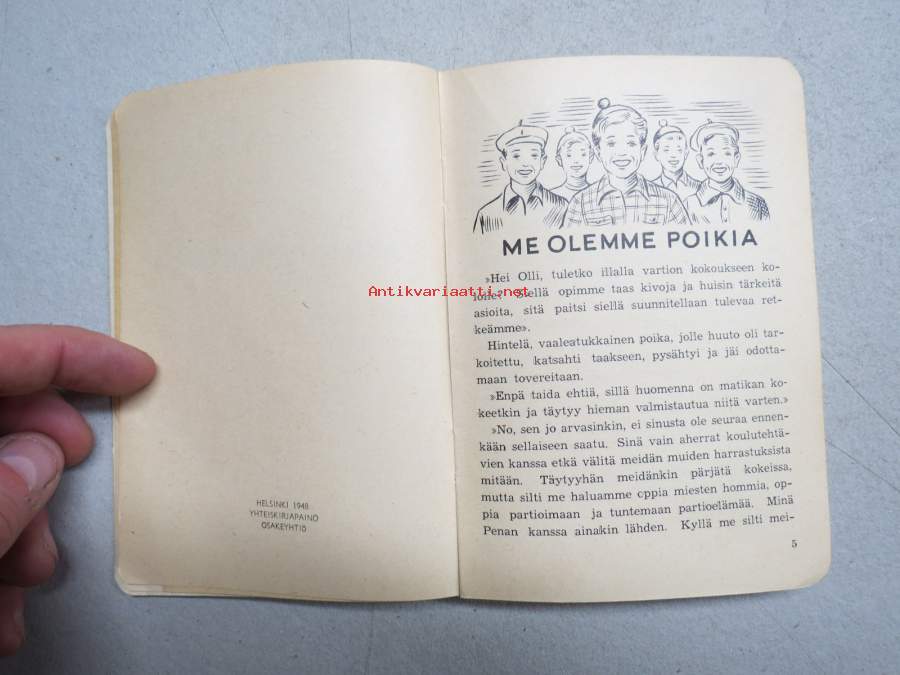 HELSINKI 1948
YHTEISKIRJAPAINO
OSAKEYHTIÖ
ME OLEMME POIKIA
»Hei Olli, tuletko illalla vartion kokoukseen ko-
lolle? Siellä opimme taas kivoja ja huisin tärkeitä
asioita, sitä paitsi siellä suunnitellaan tulevaa ret-
keämme».
Hintelä, vaaleatukkainen poika, jolle huuto oli tar-
koitettu, katsahti taakseen, pysähtyi ja jäi odotta-
maan tovereitaan.
»Enpä taida ehtiä, sillä huomenna on matikan ko-
keetkin ja täytyy hieman valmistautua niitä varten.»
»No, sen jo arvasinkin, ei sinusta ole seuraa ennen-
kään sellaiseen saatu. Sinä vain aherrat koulutehtä-
vien kanssa etkä välitä meidän muiden harrastuksista
mitään. Täytyyhän meidänkin pärjätä kokeissa,
mutta silti me haluamme oppia miesten hommia, op-
pia partioimaan ja tuntemaan partioelämää. Minä
Penan kanssa ainakin lähden. Kyllä me silti mei-
5
Antikvariaatti.net